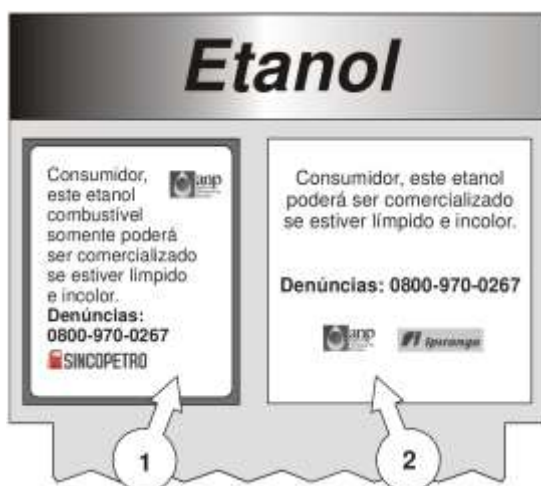 Etanol
Consumidor,
este etanol
combustível
somente poderá
ser comercializado
se estiver límpido
e incolor.
Denúncias:
0800-970-0267
anp
SINCOPETRO
1
Consumidor, este etanol
poderá ser comercializado
se estiver límpido e incolor.
Denúncias: 0800-970-0267
anp
Ipiranga
2